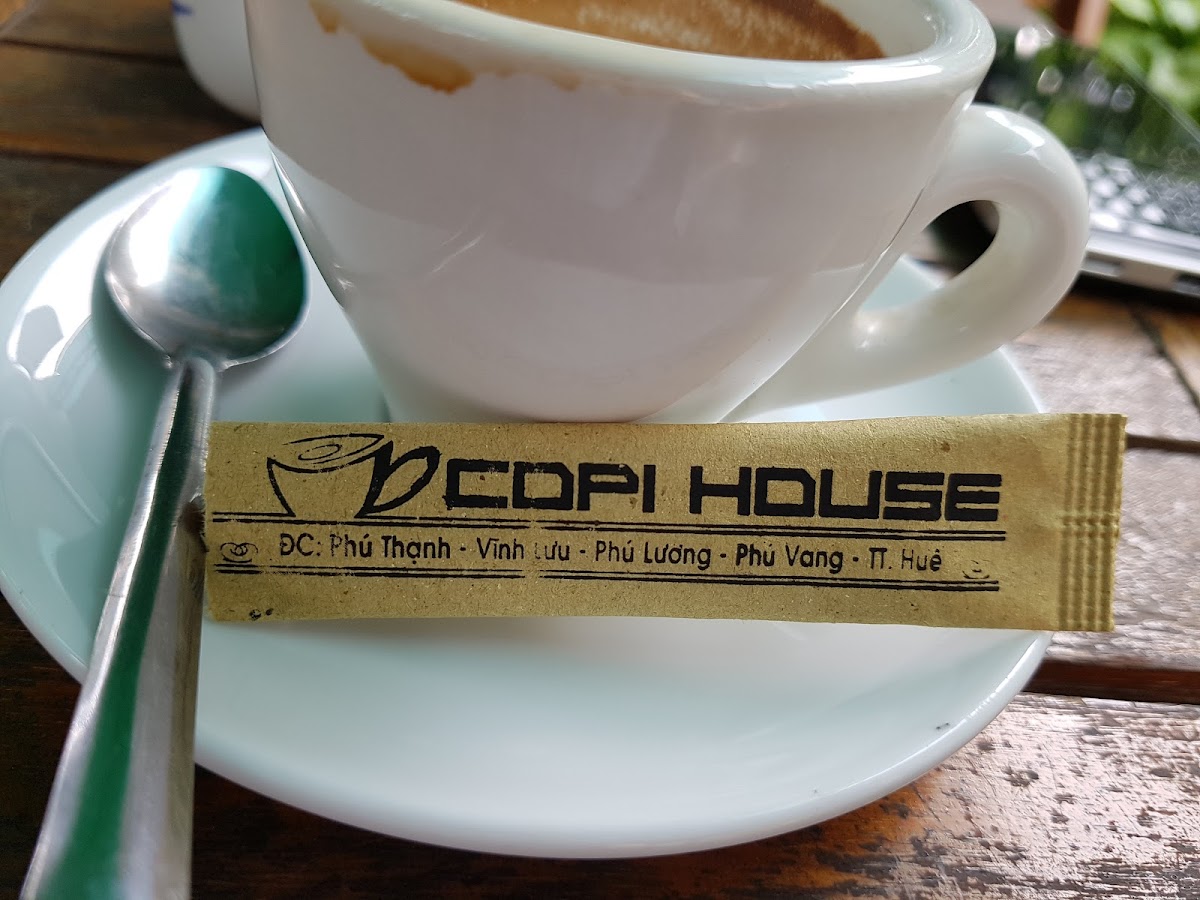 COPI HOUSE
ĐC: Phú Thạnh - Vĩnh Lưu - Phú Lương - Phú Vang - TT. Huế